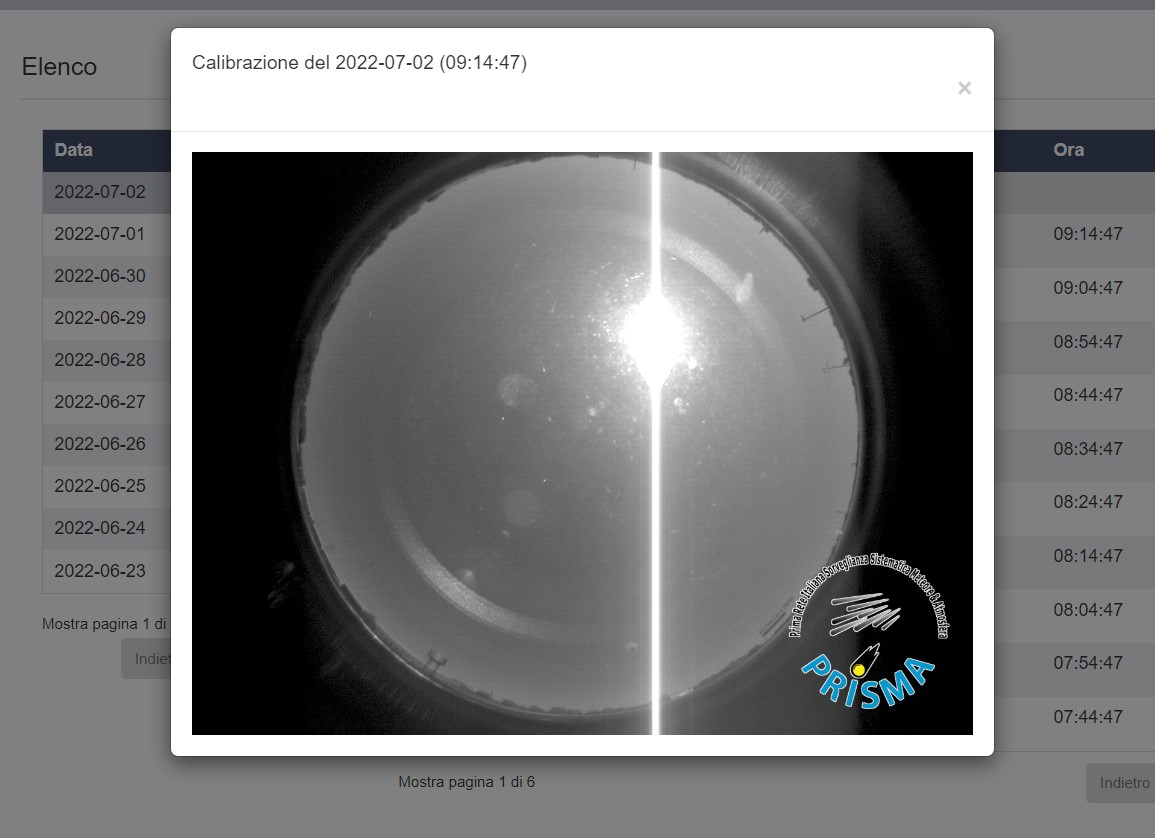 Calibrazione del 2022-07-02 (09:14:47)
×
Elenco
Data
2022-07-02
2022-07-01
2022-06-30
2022-06-29
2022-06-28
2022-06-27
2022-06-26
2022-06-25
2022-06-24
2022-06-23
Mostra pagina 1 di
Indiet
Ora
09:14:47
09:04:47
08:54:47
08:44:47
08:34:47
08:24:47
08:14:47
08:04:47
07:54:47
07:44:47
Prima Rete Italiana Sorveglianza Sistematica Meteore & Atmosfera
PRISMA
Mostra pagina 1 di 6
Indietro